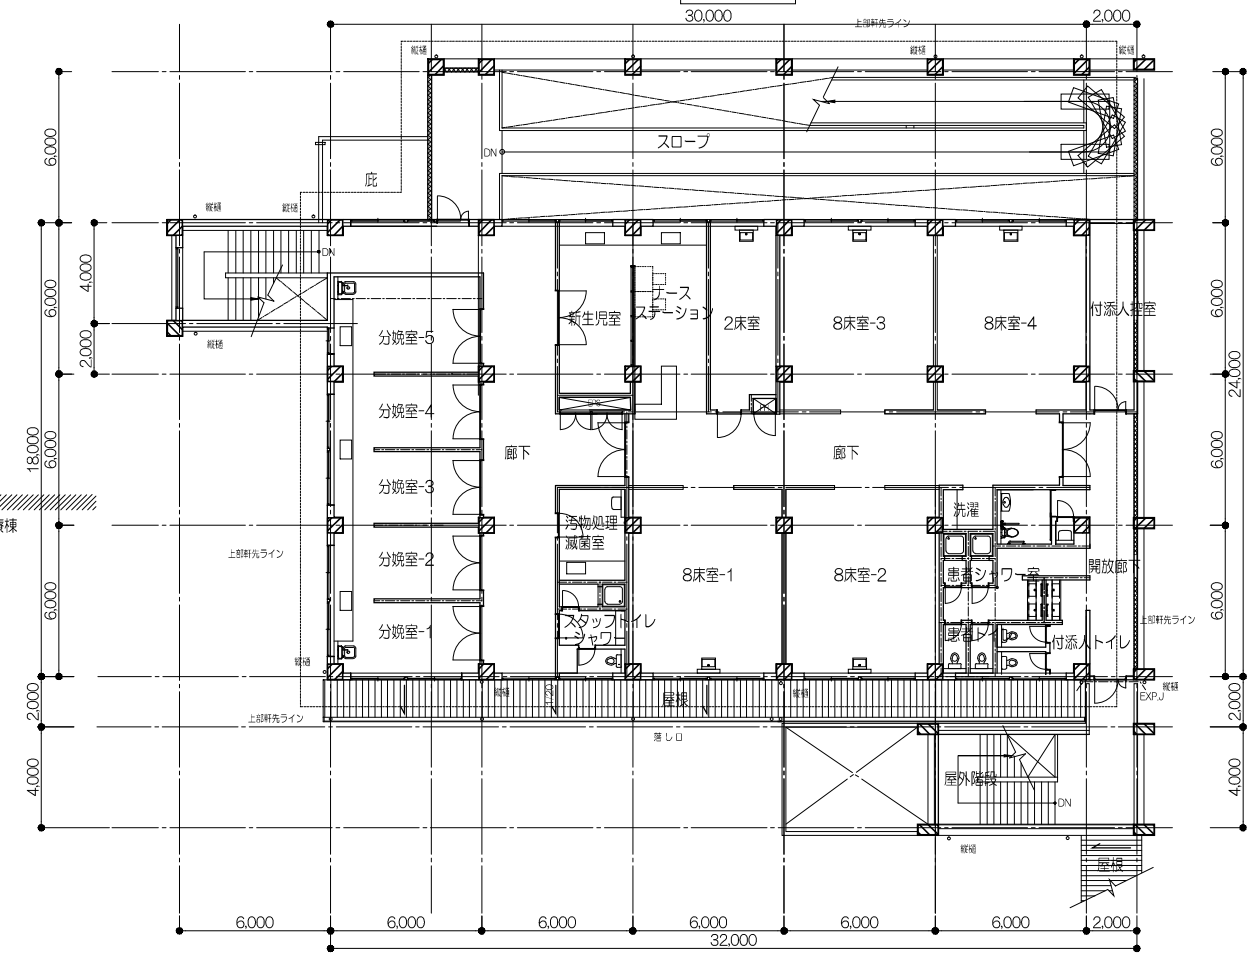 30,000
2,000
上部軒先ライン
縦樋
縦樋
縦樋
6,000
6,000
スロープ
DN
庇
縦樋
縦樋
DN
4,000
6,000
2,000
縦樋
分娩室-5
新生児室
ナース
ステーション
2床室
8床室-3
8床室-4
付添人控室
6,000
24,000
分娩室-4
18,000
6,000
廊下
廊下
6,000
分娩室-3
洗濯
汚物処理
滅菌室
上部軒先ライン
分娩室-2
8床室-1
8床室-2
患者シャワー室
開放廊下
6,000
6,000
スタッフトイレ
・シャワー
上部軒先ライン
分娩室-1
患者トイレ
付添人トイレ
縦樋
縦樋
1/20
屋根
縦樋
縦樋
EXP.J
2,000
2,000
上部軒先ライン
落し口
4,000
屋外階段
DN
4,000
縦樋
屋根
6,000
6,000
6,000
6,000
6,000
6,000
2,000
32,000